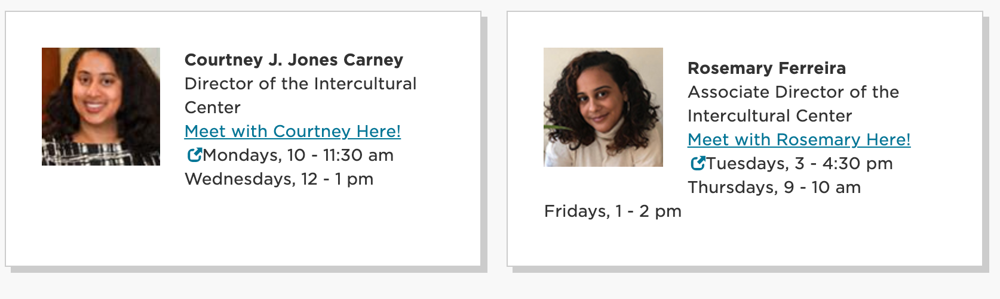 Courtney J. Jones Carney
Director of the Intercultural
Center
Meet with Courtney Here!
Mondays, 10 - 11:30 am
Wednesdays, 12 - 1 pm
Rosemary Ferreira
Associate Director of the
Intercultural Center
Meet with Rosemary Here!
Tuesdays, 3 - 4:30 pm
Thursdays, 9 - 10 am
Fridays, 1 - 2 pm